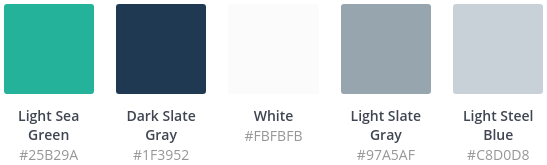 Light Sea
Green
#25B29A
Dark Slate
Gray
#1F3952
White
#FBFBFB
Light Slate
Gray
#97A5AF
Light Steel
Blue
#C8D0D8